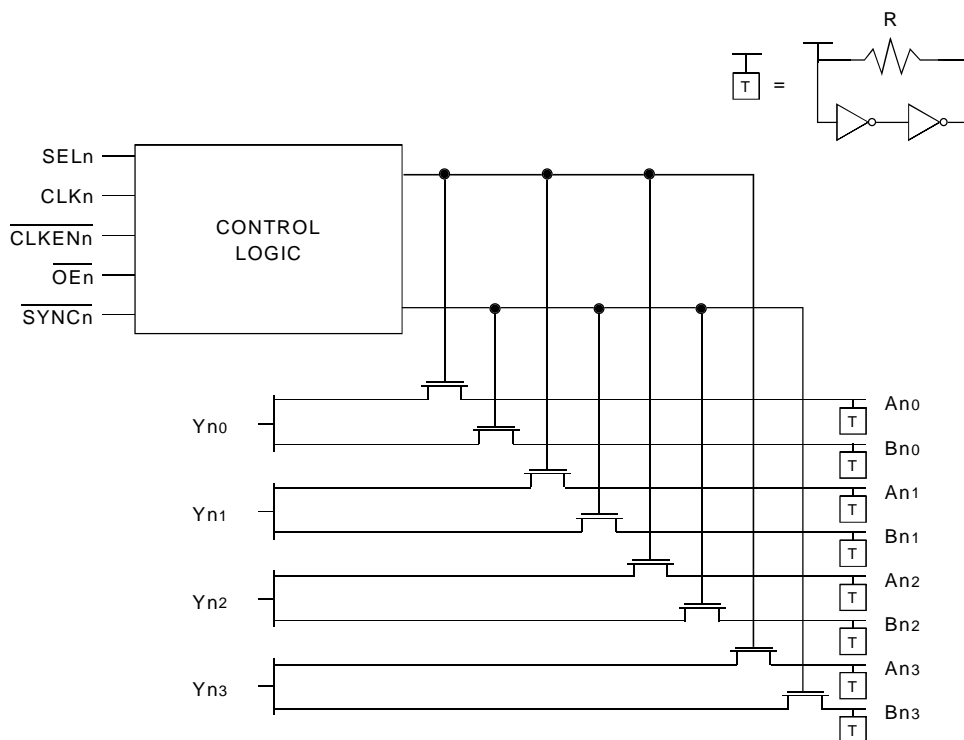 R
T =
SELn
CLKn
CLKENn
OEn
SYNCn
CONTROL
LOGIC
Yn0
An0
T
Bn0
T
Yn1
An1
T
Bn1
T
Yn2
An2
T
Bn2
T
Yn3
An3
T
Bn3
T